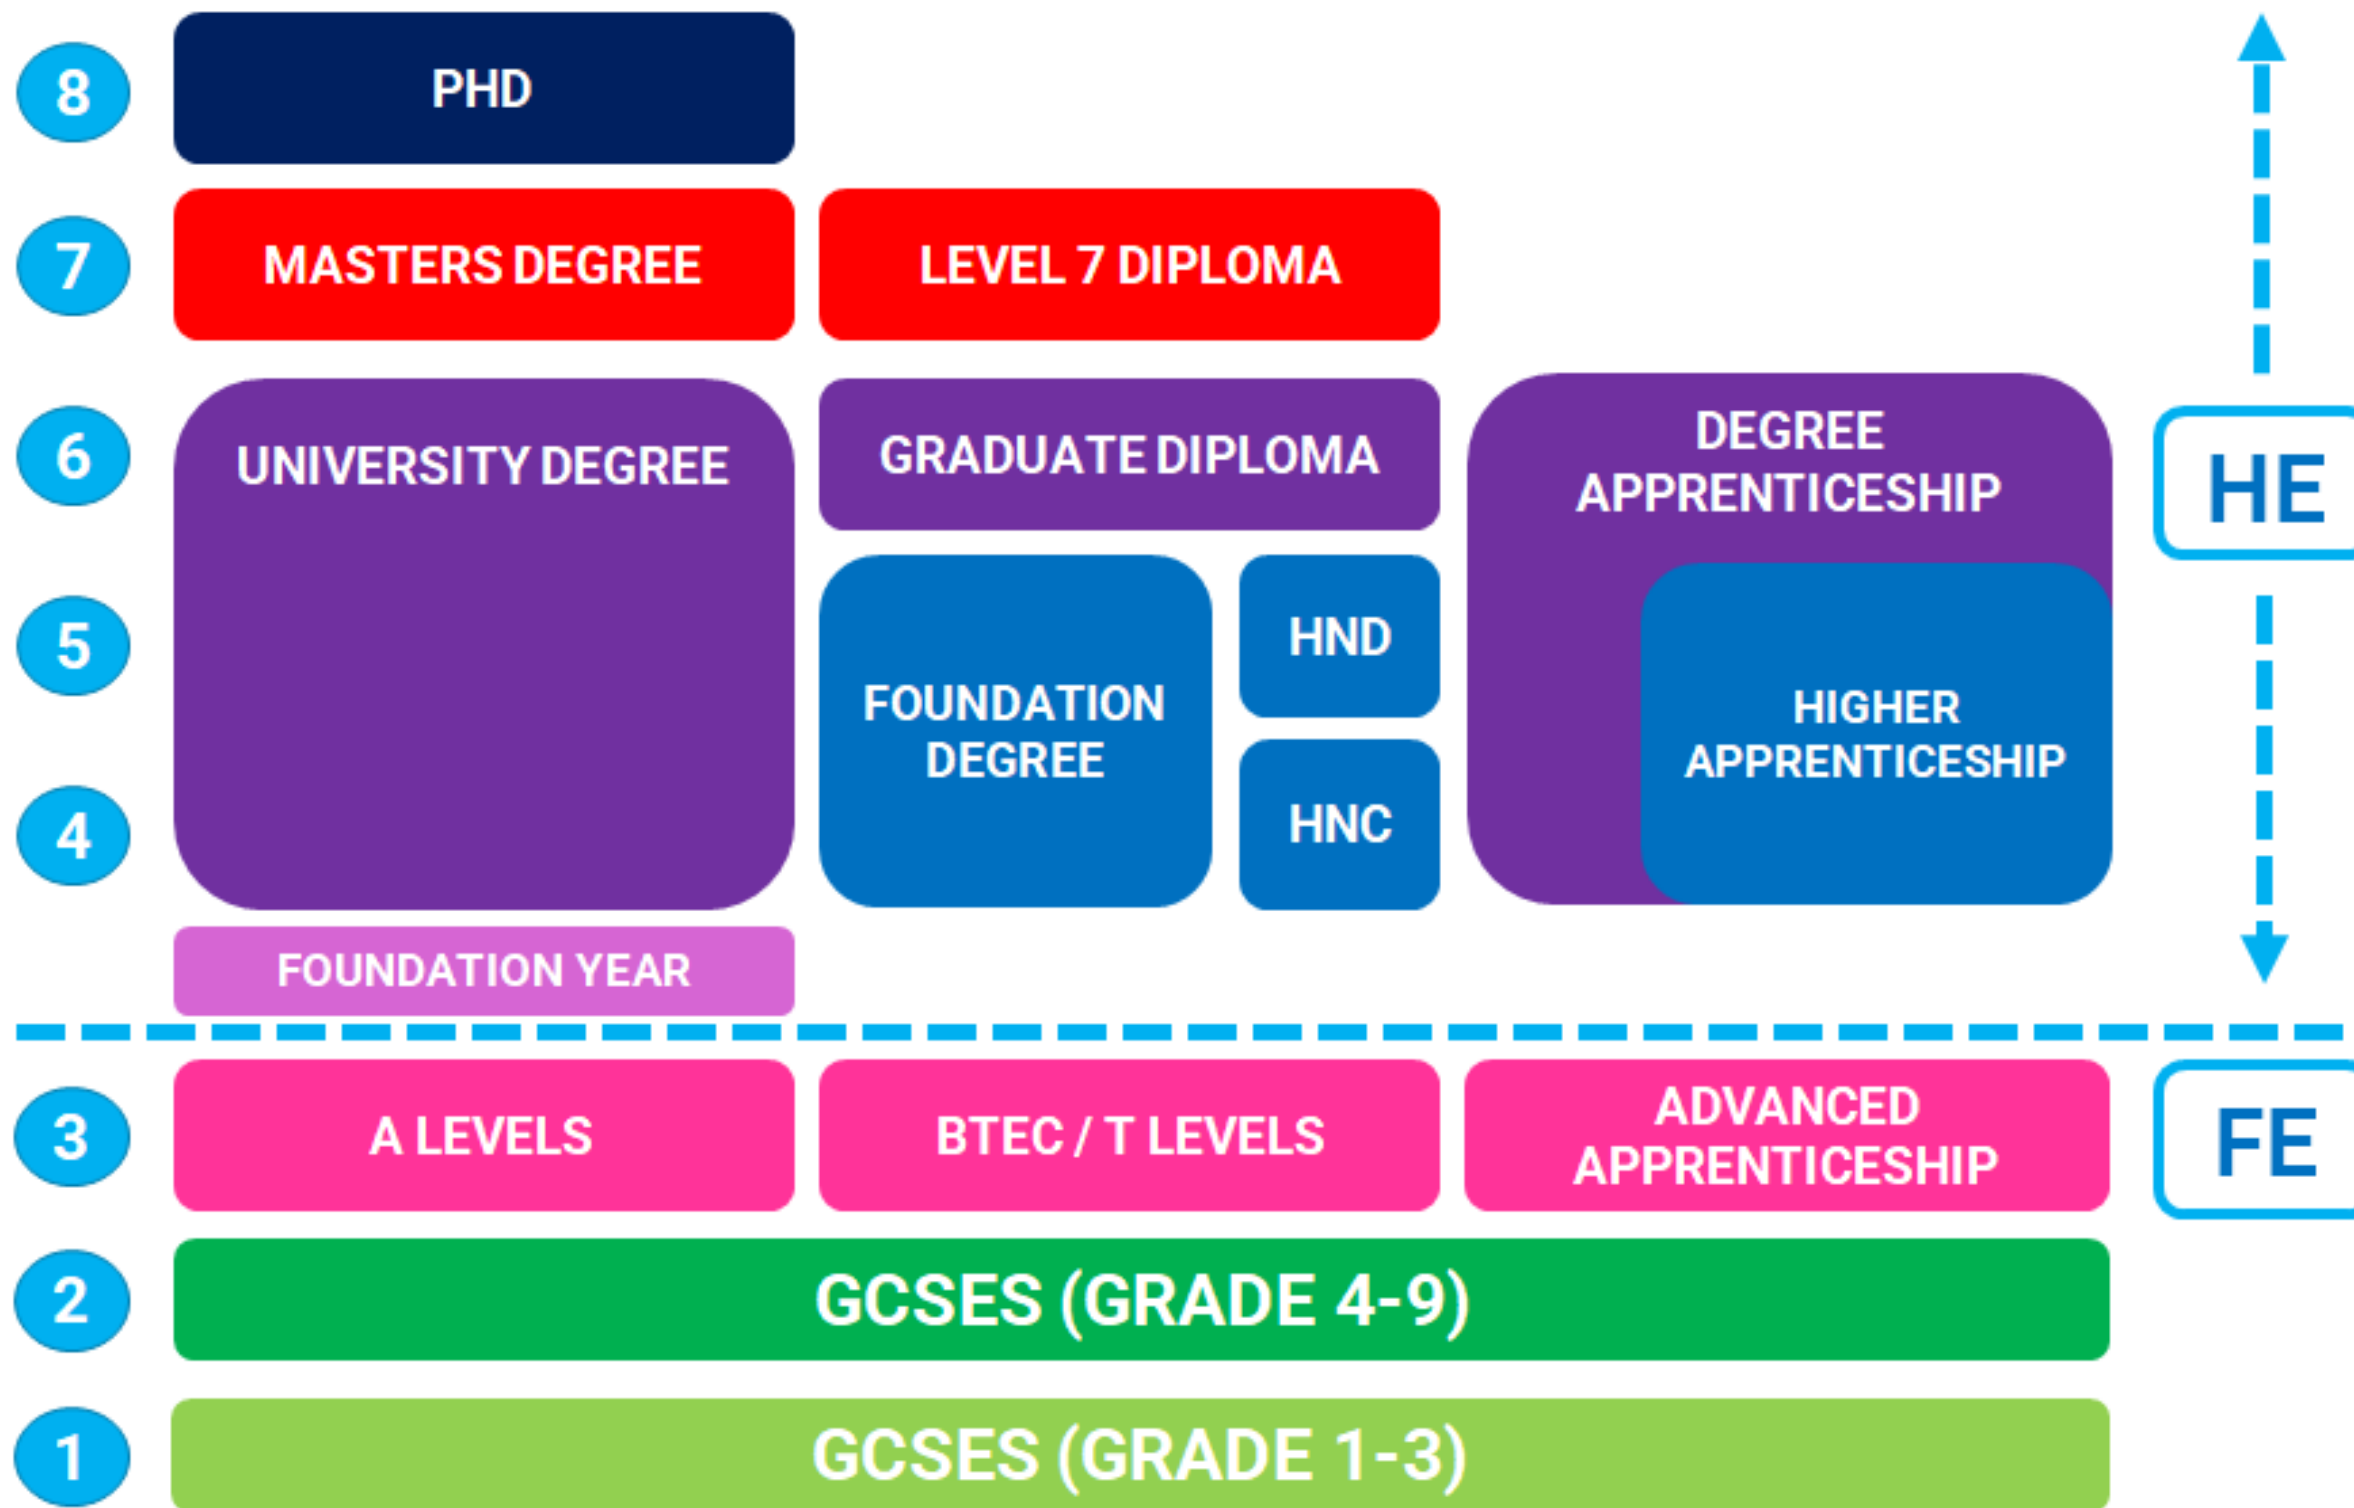 8
PHD
7
MASTERS DEGREE
LEVEL 7 DIPLOMA
6
UNIVERSITY DEGREE
GRADUATE DIPLOMA
DEGREE
APPRENTICESHIP
HE
5
HND
FOUNDATION
DEGREE
HIGHER
APPRENTICESHIP
4
HNC
FOUNDATION YEAR
3
A LEVELS
BTEC / T LEVELS
ADVANCED
APPRENTICESHIP
FE
2
GCSES (GRADE 4-9)
1
GCSES (GRADE 1-3)